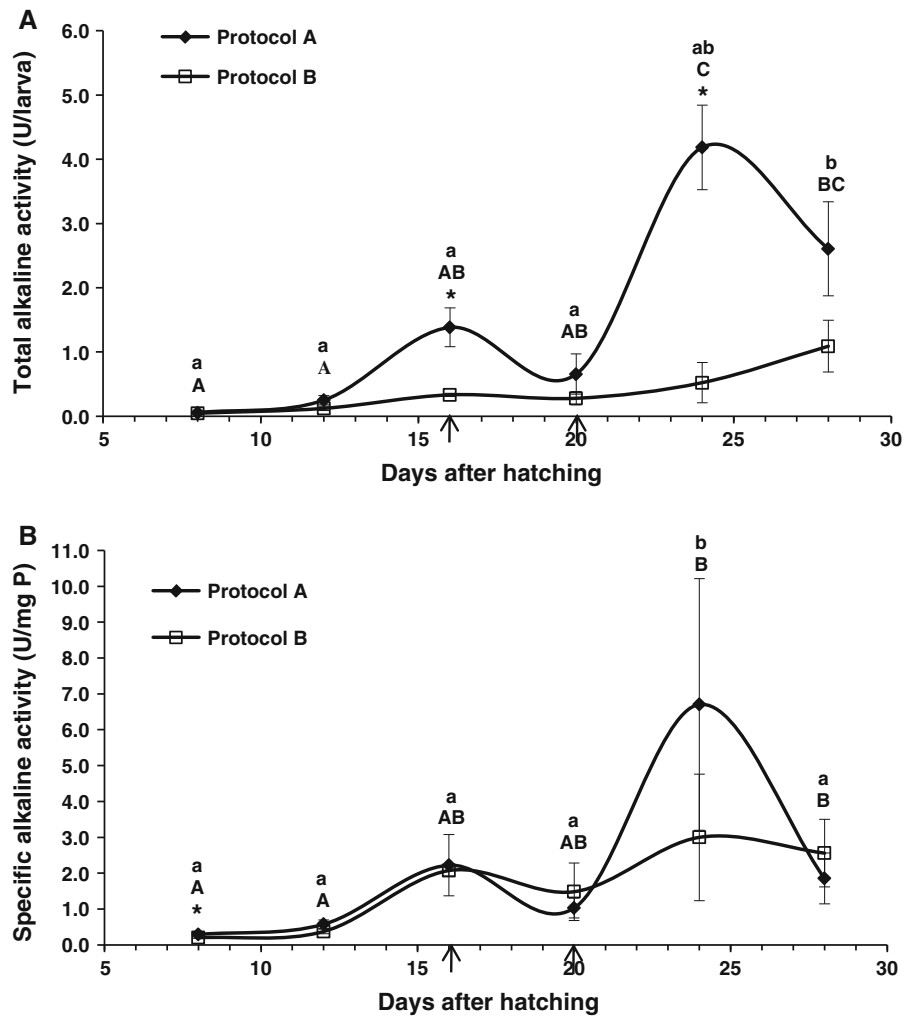 A
Total alkaline activity (U/larva)
6.0
5.0
4.0
3.0
2.0
1.0
0.0
Protocol A
Protocol B
a
A
a
A
a
AB
*
a
AB
ab
C
*
b
BC
5
10
15
20
25
30
Days after hatching
B
Specific alkaline activity (U/mg P)
11.0
10.0
9.0
8.0
7.0
6.0
5.0
4.0
3.0
2.0
1.0
0.0
Protocol A
Protocol B
a
A
*
a
A
a
AB
a
AB
b
B
a
B
5
10
15
20
25
30
Days after hatching